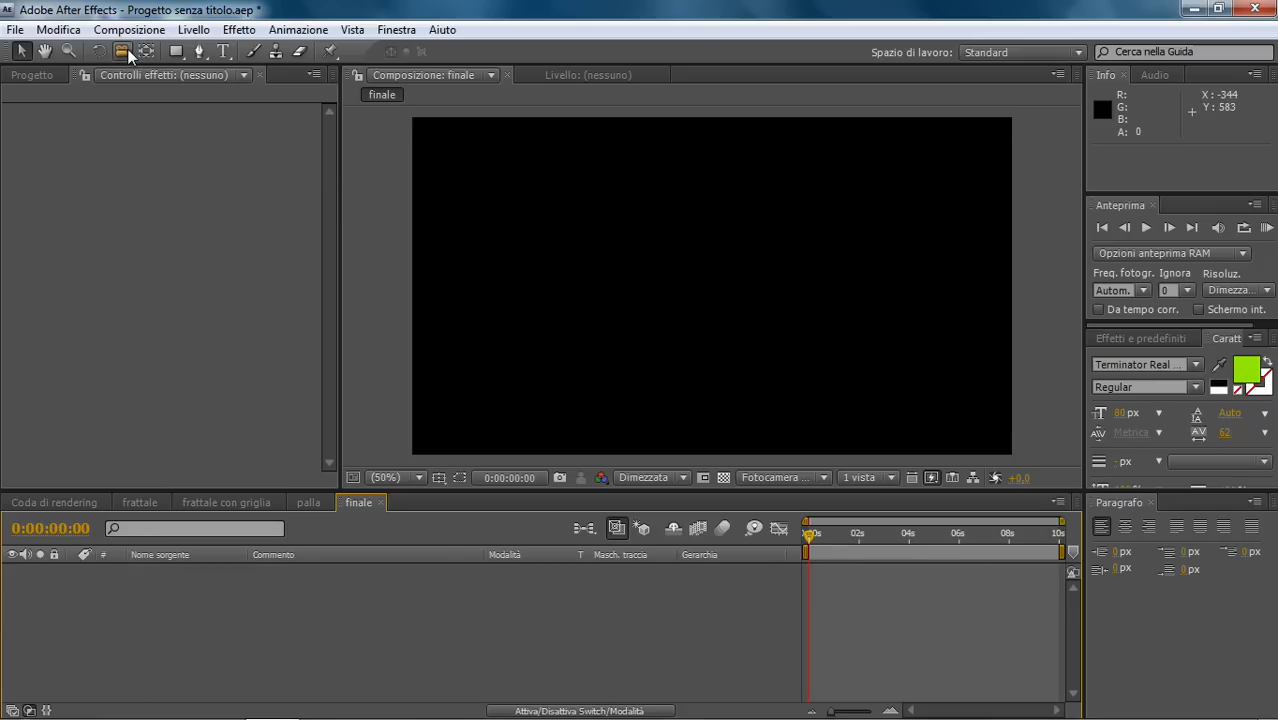 Adobe After Effects - Progetto senza titolo.aep *
File Modifica Composizione Livello Effetto Animazione Vista Finestra Aiuto
Spazio di lavoro: Standard Cerca nella Guida
Progetto Controlli effetti: (nessuno) Composizione: finale Livello: (nessuno) Info Audio
finale
R: X : -344
G: Y : 583
B:
A: 0
Anteprima
Opzioni anteprima RAM
Freq. fotogr. Ignora Risoluz.
Autom. 0 Dimezza...
Da tempo corr. Schermo int.
Effetti e predefiniti Caratt
Terminator Real ...
Regular
80 px Auto
Metrica 62
- px
(50%) 0:00:00:00 Dimezzata Fotocamera ... 1 vista +0,0
Coda di rendering frattale frattale con griglia palla finale Paragrafo
0:00:00:00 02s 04s 06s 08s 10s
# Nome sorgente Commento Modalità T Masch. traccia Gerarchia
0 px 0 px 0 px
0 px 0 px
Attiva/Disattiva Switch/Modalità